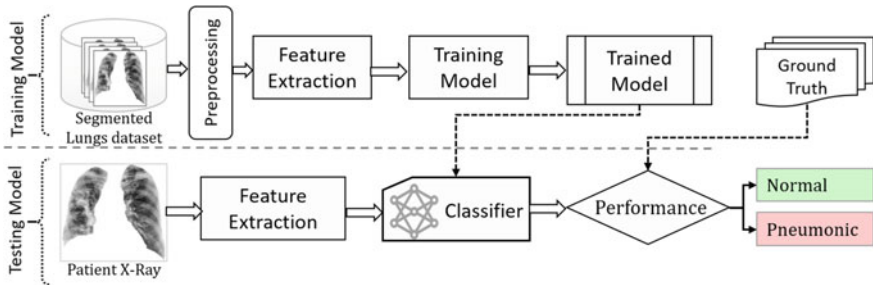 Training Model
Segmented
Lungs dataset
Preprocessing
Feature
Extraction
Training
Model
Trained
Model
Ground
Truth
Testing Model
Patient X-Ray
Feature
Extraction
Classifier
Performance
Normal
Pneumonic